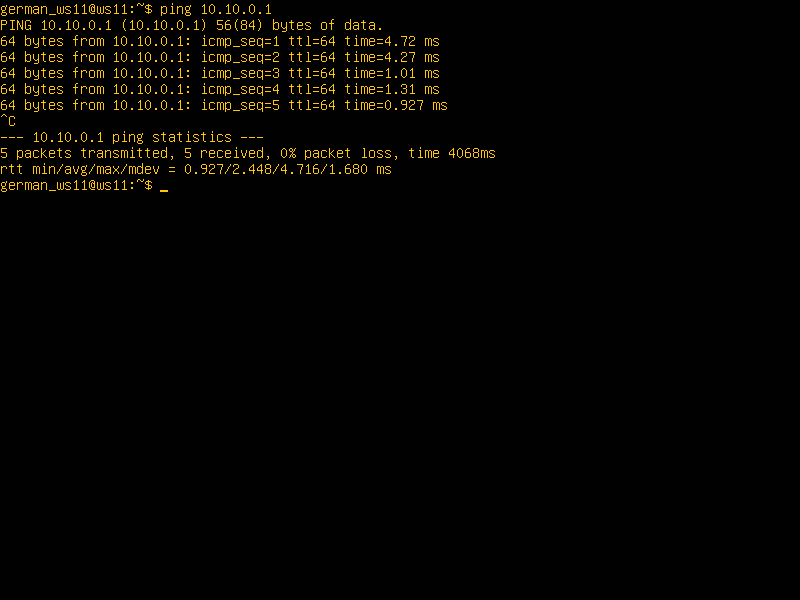 german_ws11@ws11:~$ ping 10.10.0.1
PING 10.10.0.1 (10.10.0.1) 56(84) bytes of data.
64 bytes from 10.10.0.1: icmp_seq=1 ttl=64 time=4.72 ms
64 bytes from 10.10.0.1: icmp_seq=2 ttl=64 time=4.27 ms
64 bytes from 10.10.0.1: icmp_seq=3 ttl=64 time=1.01 ms
64 bytes from 10.10.0.1: icmp_seq=4 ttl=64 time=1.31 ms
64 bytes from 10.10.0.1: icmp_seq=5 ttl=64 time=0.927 ms
^C
--- 10.10.0.1 ping statistics ---
5 packets transmitted, 5 received, 0% packet loss, time 4068ms
rtt min/avg/max/mdev = 0.927/2.448/4.716/1.680 ms
german_ws11@ws11:~$ _